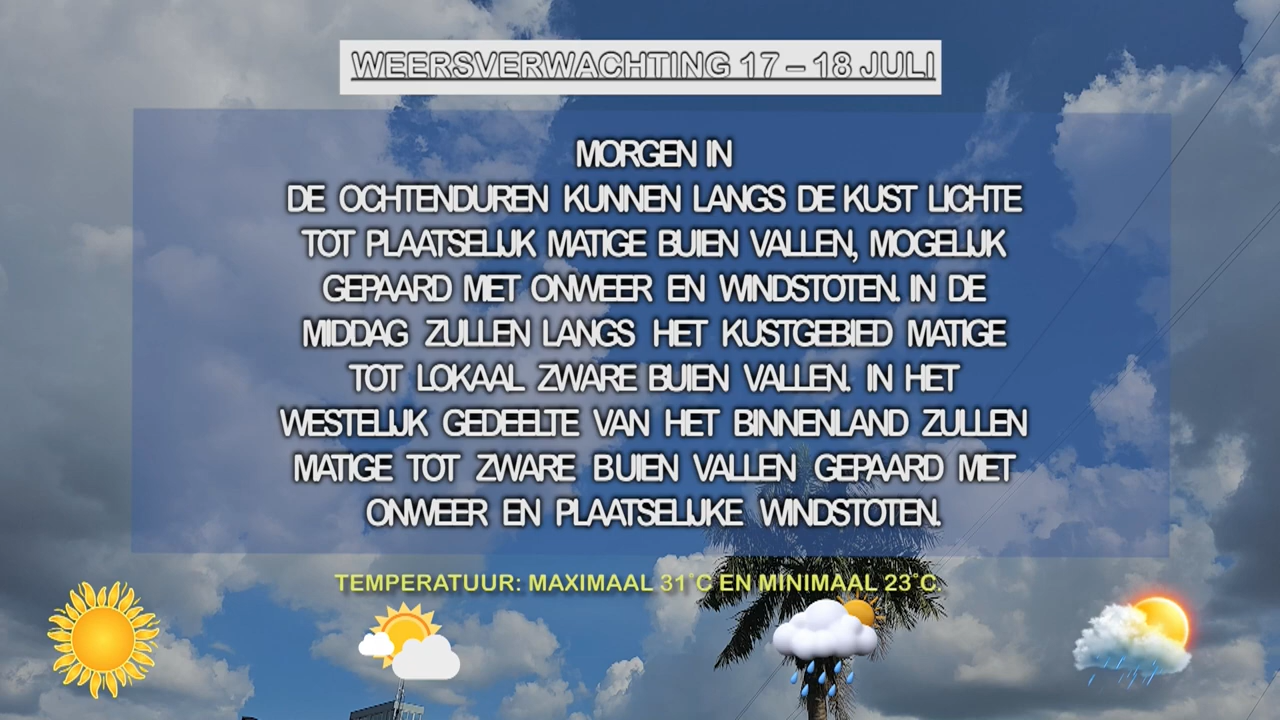 WEERSVERWACHTING 17 – 18 JULI
MORGEN IN
DE OCHTENDUREN KUNNEN LANGS DE KUST LICHTE
TOT PLAATSELIJK MATIGE BUIEN VALLEN, MOGELIJK
GEPAARD MET ONWEER EN WINDSTOTEN. IN DE
MIDDAG ZULLEN LANGS HET KUSTGEBIED MATIGE
TOT LOKAAL ZWARE BUIEN VALLEN. IN HET
WESTELIJK GEDEELTE VAN HET BINNENLAND ZULLEN
MATIGE TOT ZWARE BUIEN VALLEN GEPAARD MET
ONWEER EN PLAATSELIJKE WINDSTOTEN.
TEMPERATUUR: MAXIMAAL 31°C EN MINIMAAL 23°C.